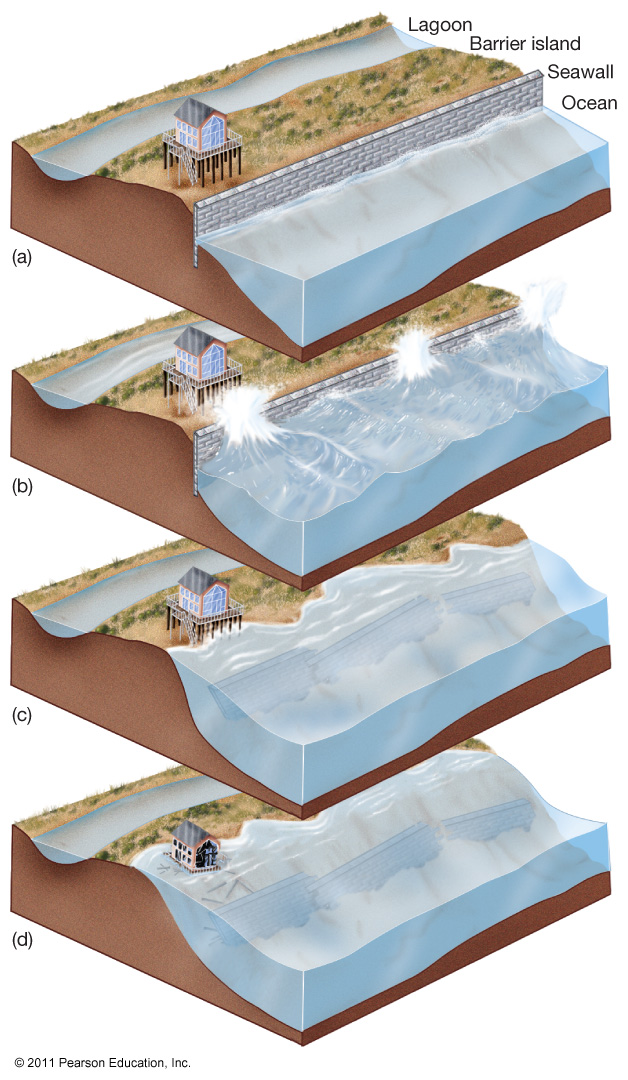 Lagoon
Barrier island
Seawall
Ocean
(a)
(b)
(c)
(d)
© 2011 Pearson Education, Inc.